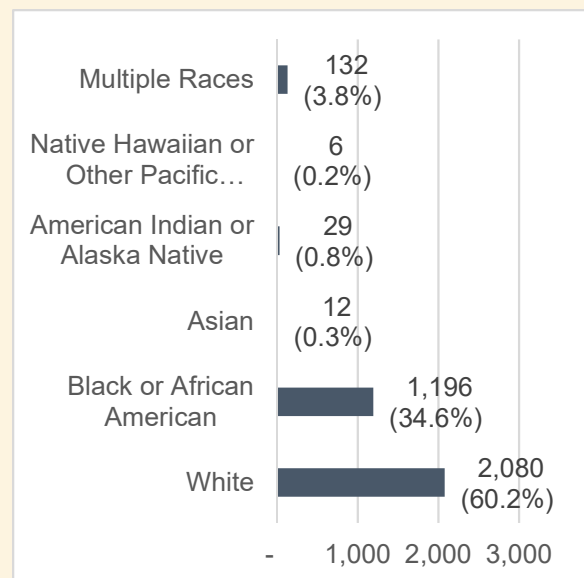 Multiple Races
132
(3.8%)
Native Hawaiian or
Other Pacific…
6
(0.2%)
American Indian or
Alaska Native
29
(0.8%)
Asian
12
(0.3%)
Black or African
American
1,196
(34.6%)
White
2,080
(60.2%)
- 1,000 2,000 3,000